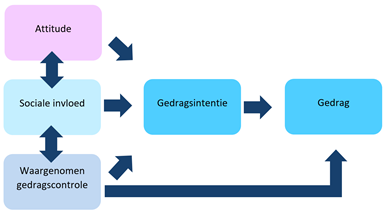 Attitude
Sociale invloed
Gedragsintentie
Gedrag
Waargenomen
gedragscontrole